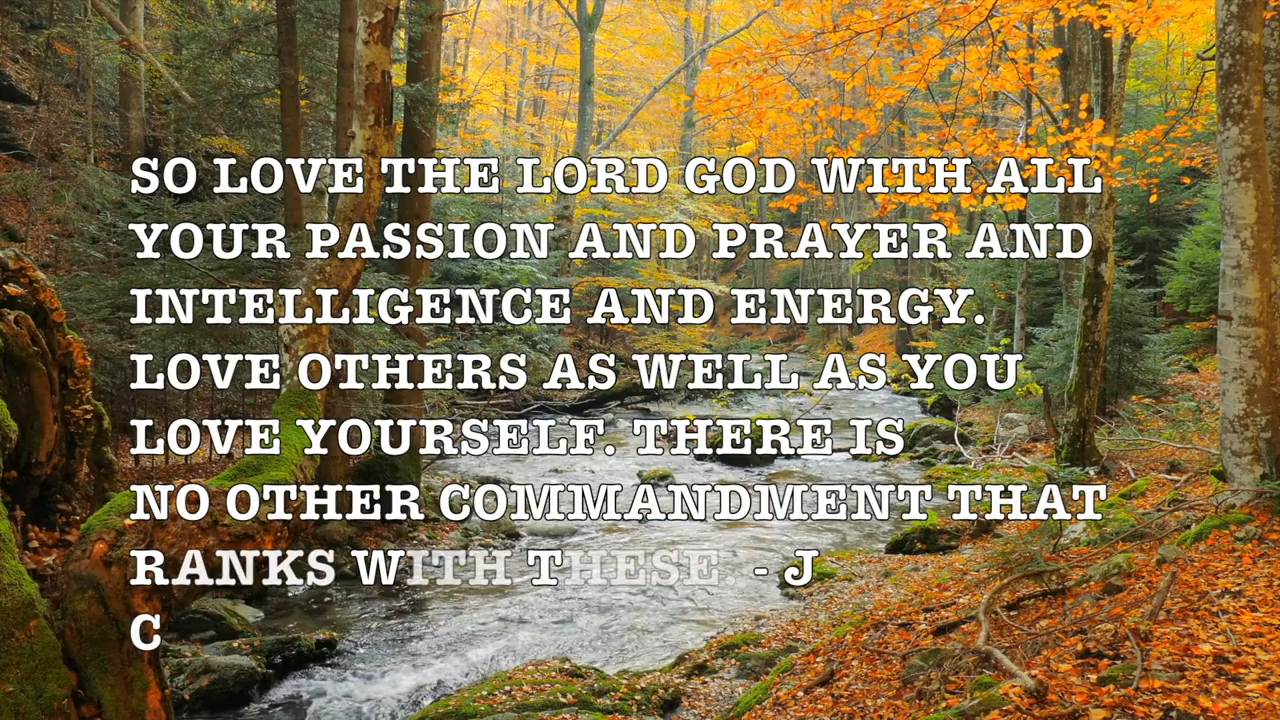 SO LOVE THE LORD GOD WITH ALL
YOUR PASSION AND PRAYER AND
INTELLIGENCE AND ENERGY.
LOVE OTHERS AS WELL AS YOU
LOVE YOURSELF. THERE IS
NO OTHER COMMANDMENT THAT
RANKS WITH THESE - J
C